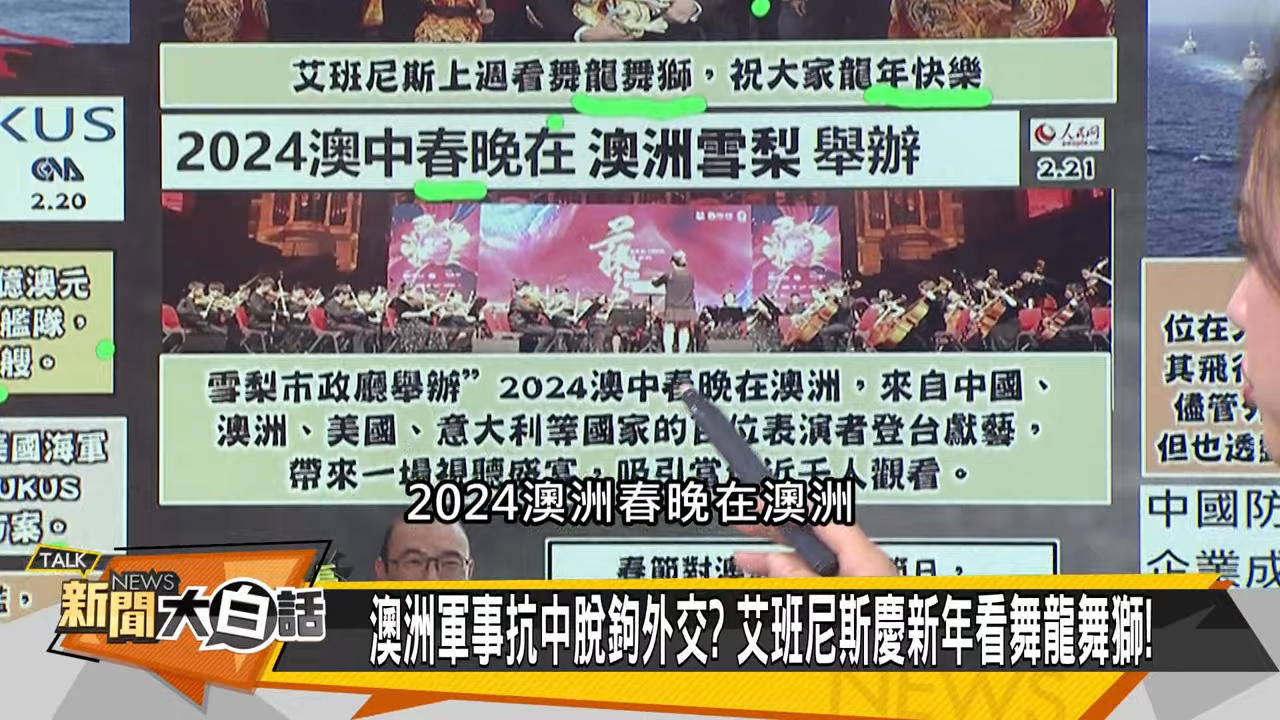 艾班尼斯上週看舞龍舞獅，祝大家龍年快樂
KUS
CNA
2.20
2024澳中春晚在 澳洲雪梨 舉辦
人民网
people.cn
2.21
億澳元
艦隊，
艘。
雪梨市政廳舉辦”2024澳中春晚在澳洲，來自中國、
澳洲、美國、意大利等國家的百位表演者登台獻藝，
帶來一場視聽盛宴，吸引當地近千人觀看。
美國海軍
UKUS
方案。
位在
其飛行
儘管
但也透
中國防
企業成
2024澳洲春晚在澳洲
春節對澳
節日，
TALK
NEWS
新聞大白話
澳洲軍事抗中脫鉤外交? 艾班尼斯慶新年看舞龍舞獅!
NEWS